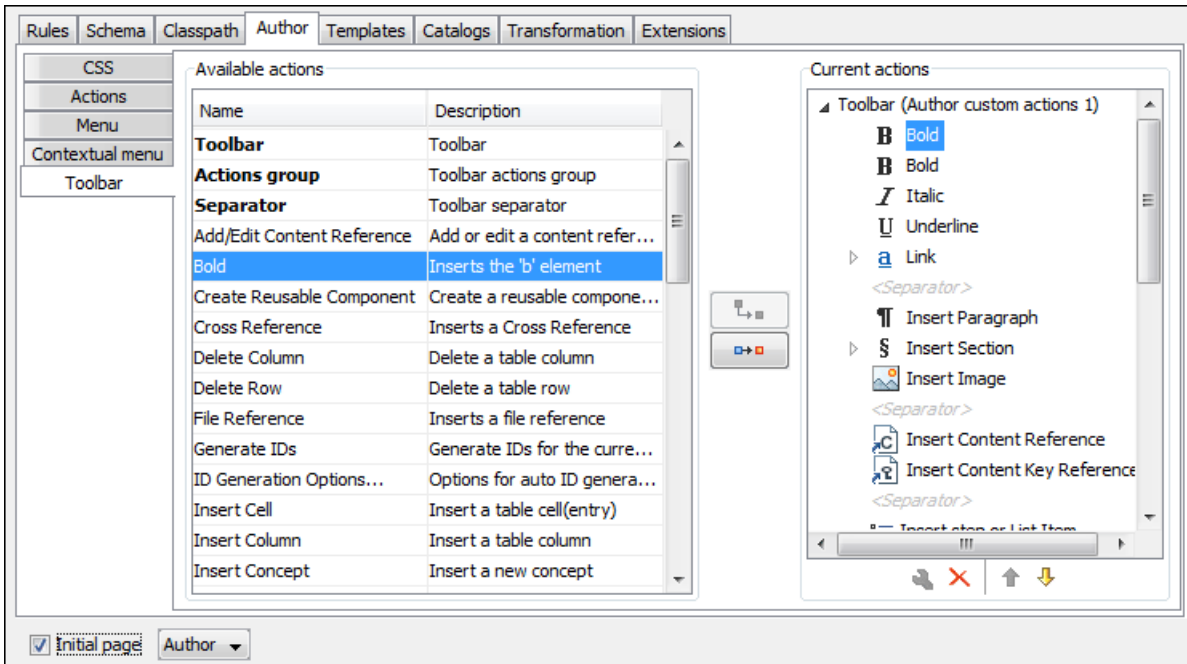 Rules Schema Classpath Author Templates Catalogs Transformation Extensions
CSS
Actions
Menu
Contextual menu
Toolbar
Available actions
Name Description
Toolbar Toolbar
Actions group Toolbar actions group
Separator Toolbar separator
Add/Edit Content Reference Add or edit a content refer...
Bold Inserts the 'b' element
Create Reusable Component Create a reusable compone...
Cross Reference Inserts a Cross Reference
Delete Column Delete a table column
Delete Row Delete a table row
File Reference Inserts a file reference
Generate IDs Generate IDs for the curre...
ID Generation Options... Options for auto ID genera...
Insert Cell Insert a table cell(entry)
Insert Column Insert a table column
Insert Concept Insert a new concept
Current actions
Toolbar (Author custom actions 1)
B Bold
B Bold
I Italic
U Underline
a Link
<Separator>
¶ Insert Paragraph
§ Insert Section
Insert Image
<Separator>
C Insert Content Reference
Insert Content Key Reference
<Separator>
Insert step or List Item
Initial page Author